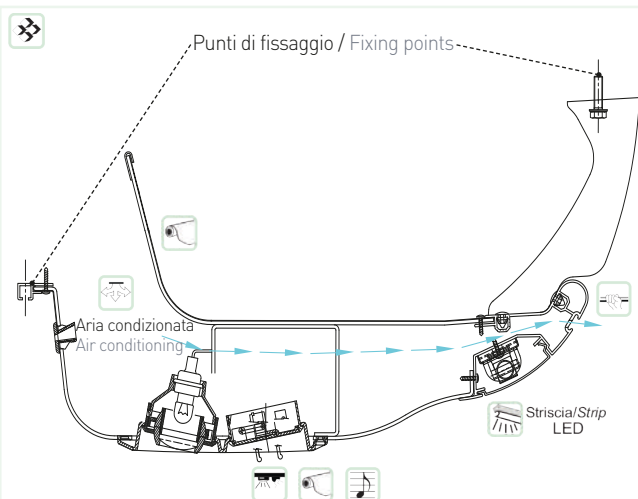 Punti di fissaggio / Fixing points
Aria condizionata
Air conditioning
Striscia/Strip
LED